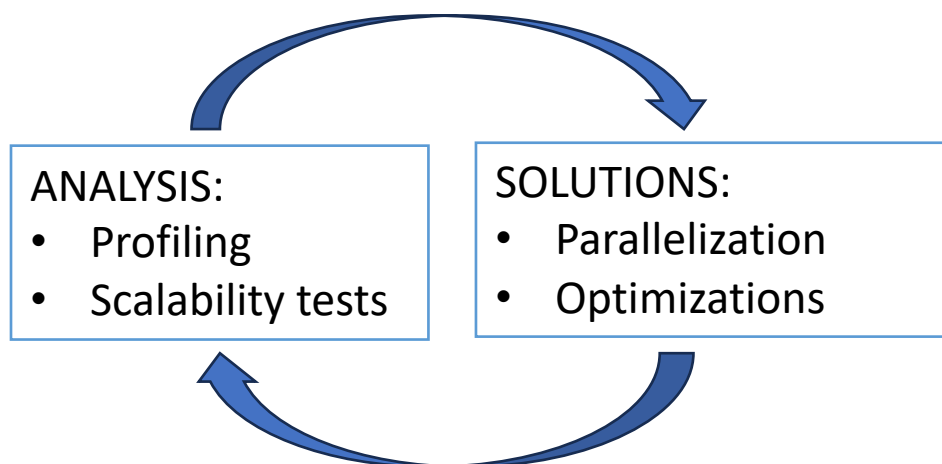 ANALYSIS:
• Profiling
• Scalability tests
SOLUTIONS:
• Parallelization
• Optimizations